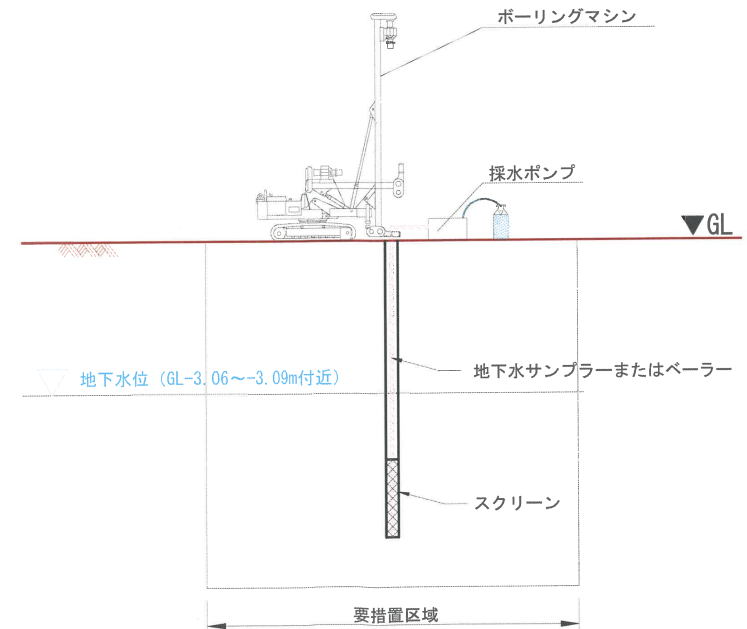 ボーリングマシン
採水ポンプ
▼GL
地下水サンプラーまたはベーラー
地下水位（GL-3.06～-3.09m付近）
スクリーン
要措置区域